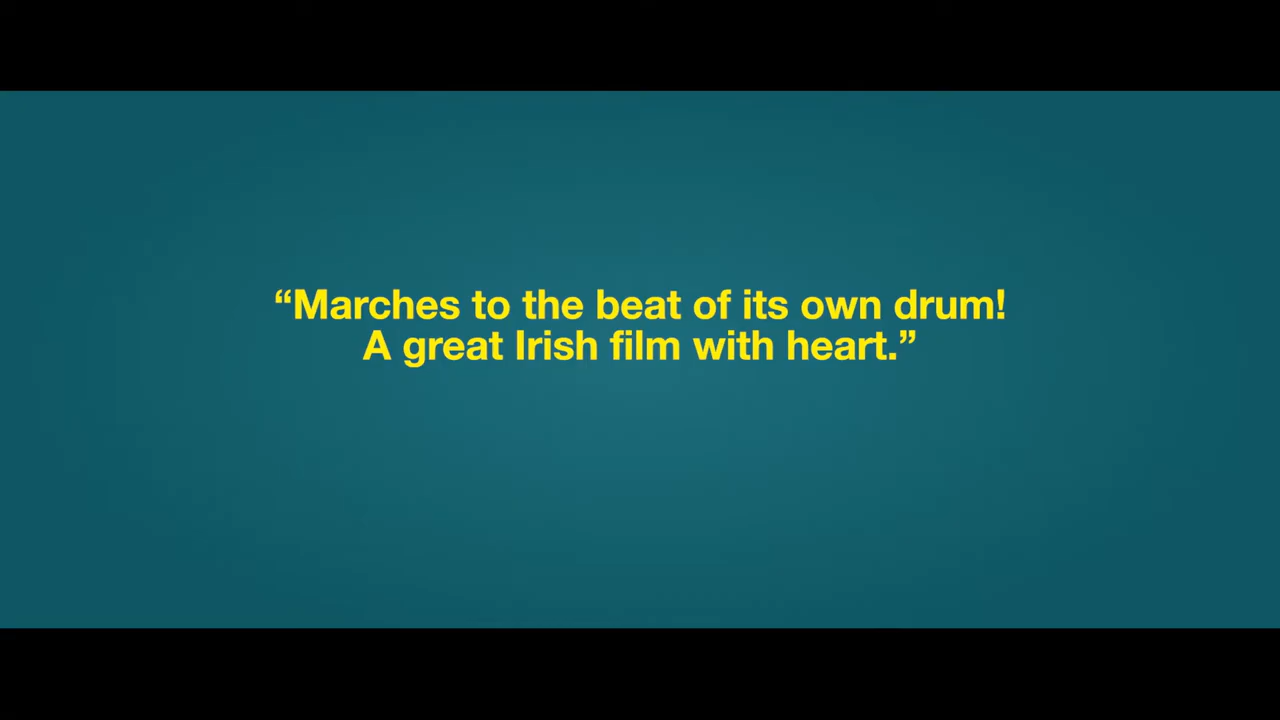 “Marches to the beat of its own drum!
A great Irish film with heart.”